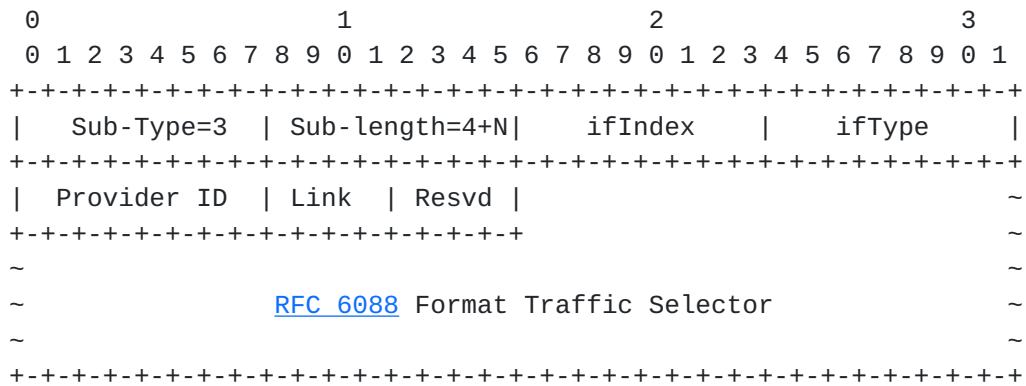 0                   1                   2                   3
 0 1 2 3 4 5 6 7 8 9 0 1 2 3 4 5 6 7 8 9 0 1 2 3 4 5 6 7 8 9 0 1
+-+-+-+-+-+-+-+-+-+-+-+-+-+-+-+-+-+-+-+-+-+-+-+-+-+-+-+-+-+-+-+-+
|   Sub-Type=3  | Sub-length=4+N|    ifIndex    |    ifType     |
+-+-+-+-+-+-+-+-+-+-+-+-+-+-+-+-+-+-+-+-+-+-+-+-+-+-+-+-+-+-+-+-+
|  Provider ID  | Link  | Resvd |                               ~
+-+-+-+-+-+-+-+-+-+-+-+-+-+-+-+-+                               ~
~                                                               ~
~                RFC 6088 Format Traffic Selector               ~
~                                                               ~
+-+-+-+-+-+-+-+-+-+-+-+-+-+-+-+-+-+-+-+-+-+-+-+-+-+-+-+-+-+-+-+-+